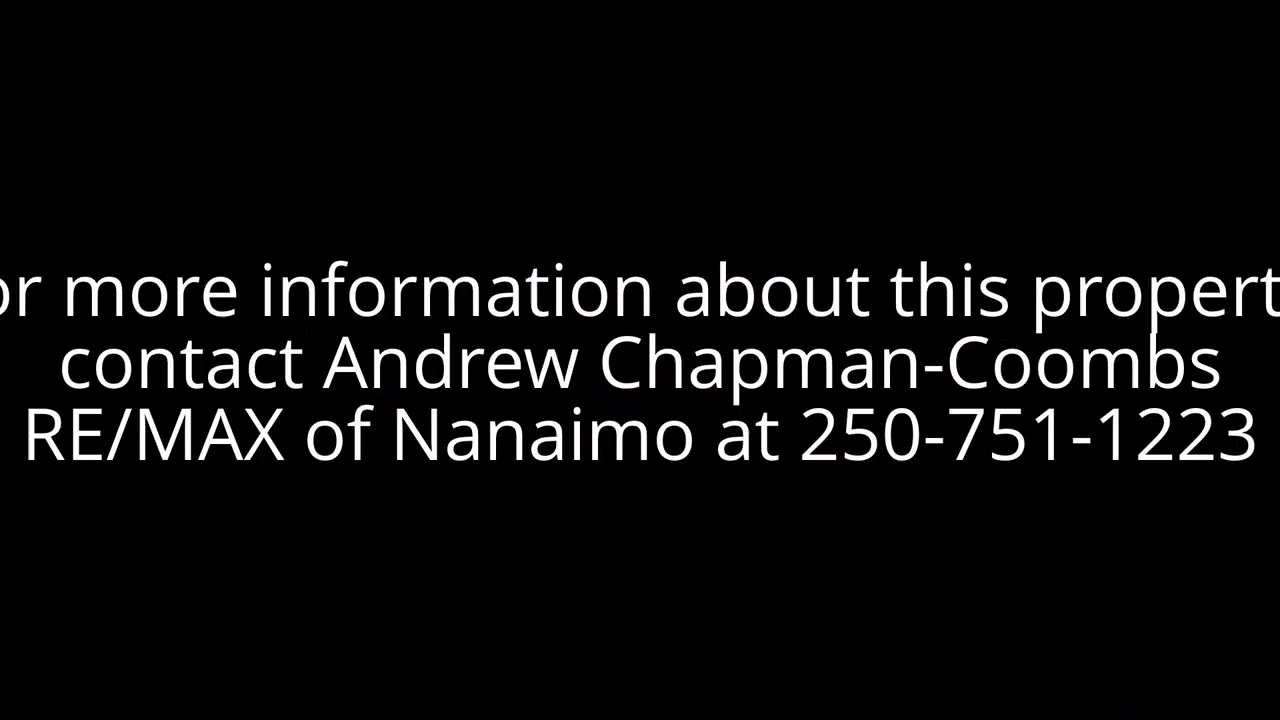 or more information about this propert
contact Andrew Chapman-Coombs
RE/MAX of Nanaimo at 250-751-1223